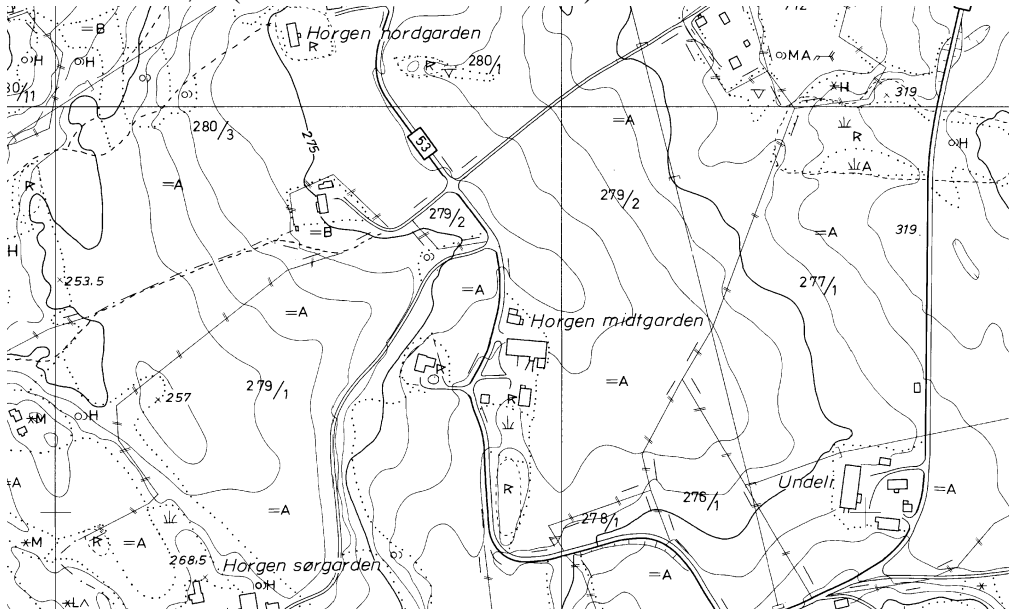 =B
Horgen nordgarden
R
H
H
R
280/1
MA
H
319
280/3
275
53
=A
R
H
A
=A
R
279/2
279/2
=B
=A
319
H
253.5
=A
277/1
=A
Horgen midtgarden
R
=A
279/1
257
R
M
H
R
Undeli
276/1
=A
=A
=A
278/1
M
R
=A
268.5
Horgen sørgarden
H
=A